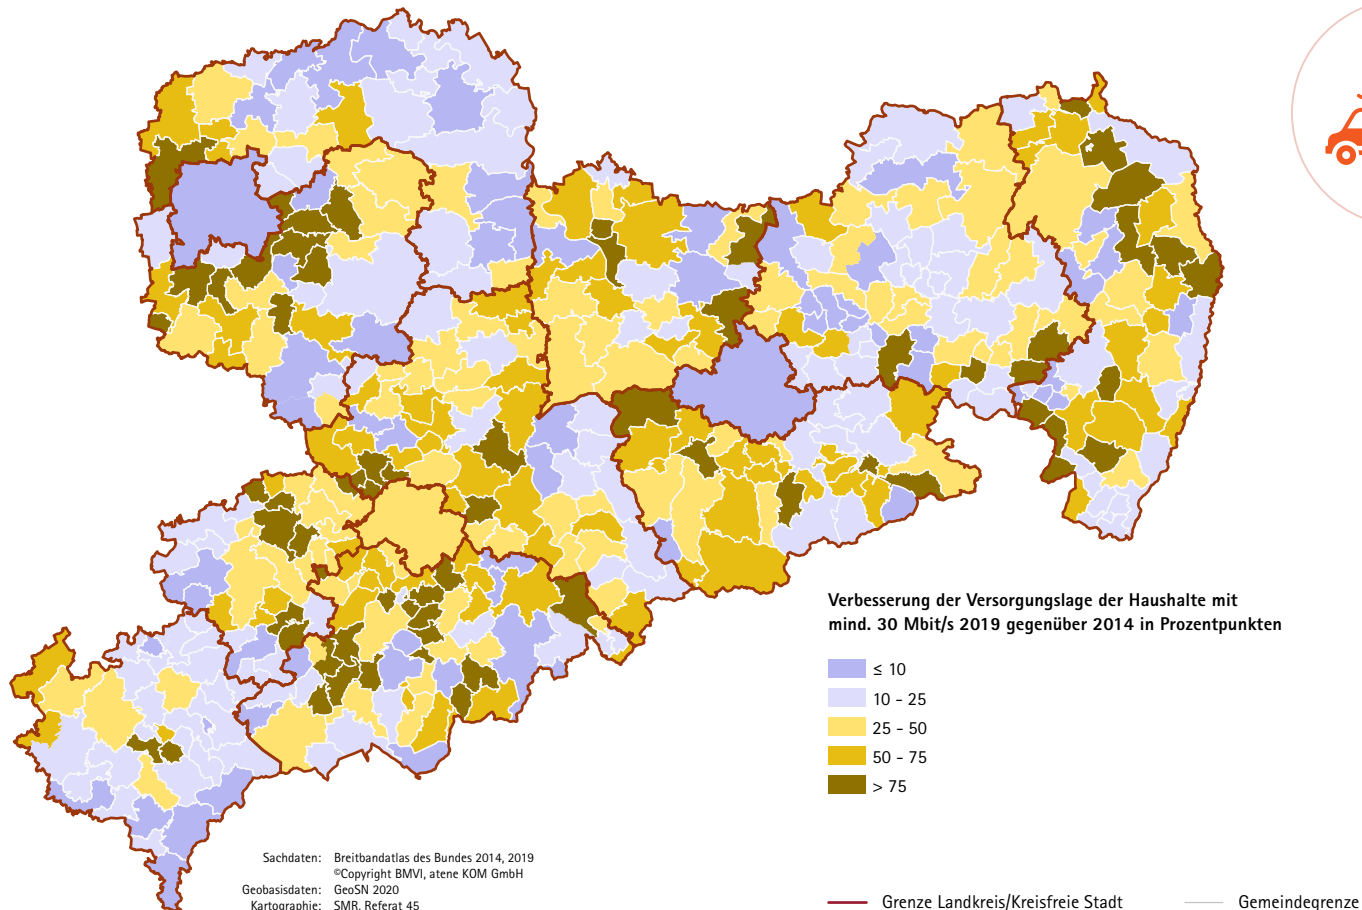 Verbesserung der Versorgungslage der Haushalte mit
mind. 30 Mbit/s 2019 gegenüber 2014 in Prozentpunkten
≤ 10
10 - 25
25 - 50
50 - 75
> 75
Sachdaten: Breitbandatlas des Bundes 2014, 2019
©Copyright BMVI, atene KOM GmbH
Geobasisdaten: GeoSN 2020
Kartographie: SMR, Referat 45
Grenze Landkreis/Kreisfreie Stadt Gemeindegrenze